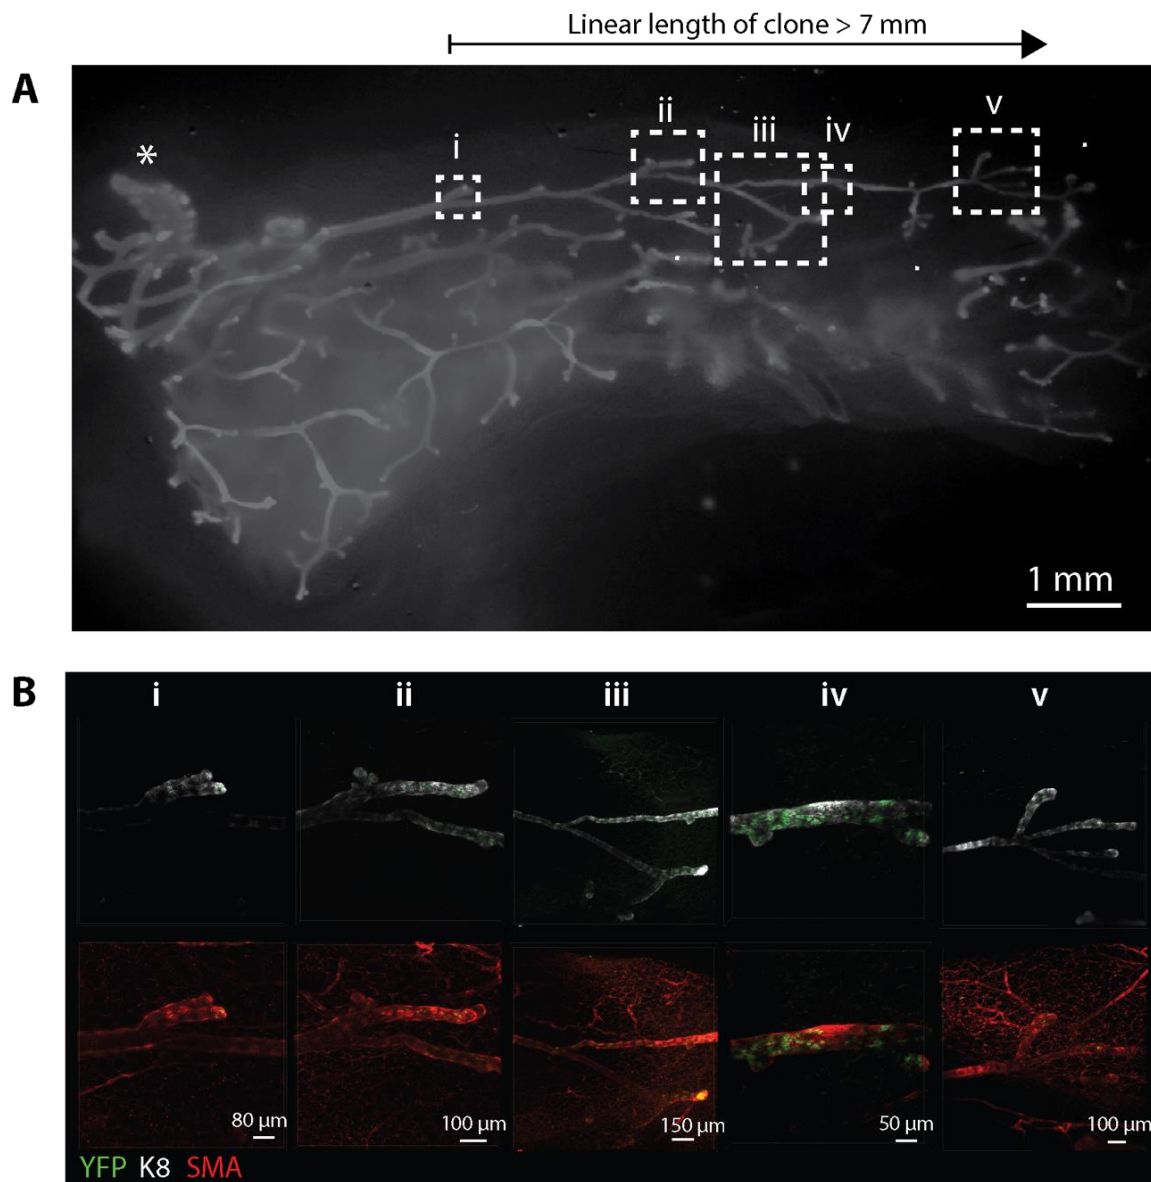 Linear length of clone > 7 mm
A
*
i
ii
iii
iv
v
1 mm
B
i
ii
iii
iv
v
80 µm
100 µm
150 µm
50 µm
100 µm
YFP K8 SMA